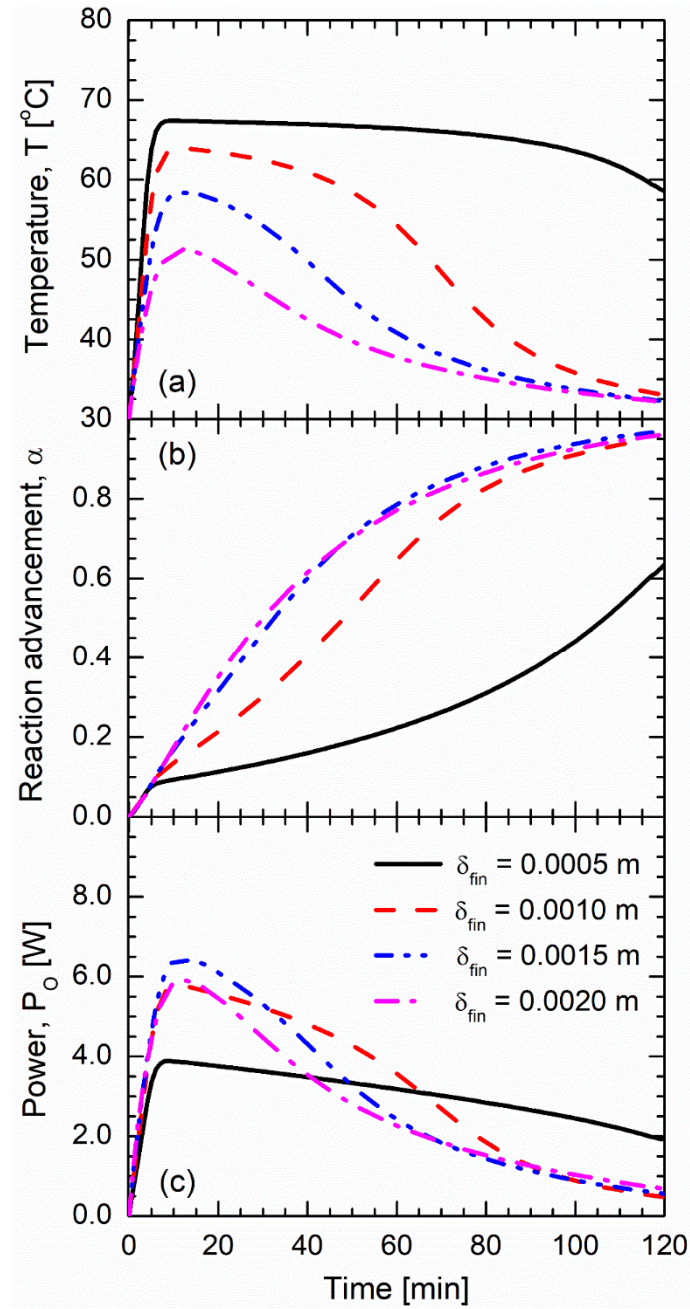 80
70
60
50
40
30
Temperature, T [°C]
(a)
0.8
0.6
0.4
0.2
0.0
Reaction advancement, α
(b)
8.0
6.0
4.0
2.0
0.0
Power, P_O [W]
δ_fin = 0.0005 m
δ_fin = 0.0010 m
δ_fin = 0.0015 m
δ_fin = 0.0020 m
(c)
0 20 40 60 80 100 120
Time [min]